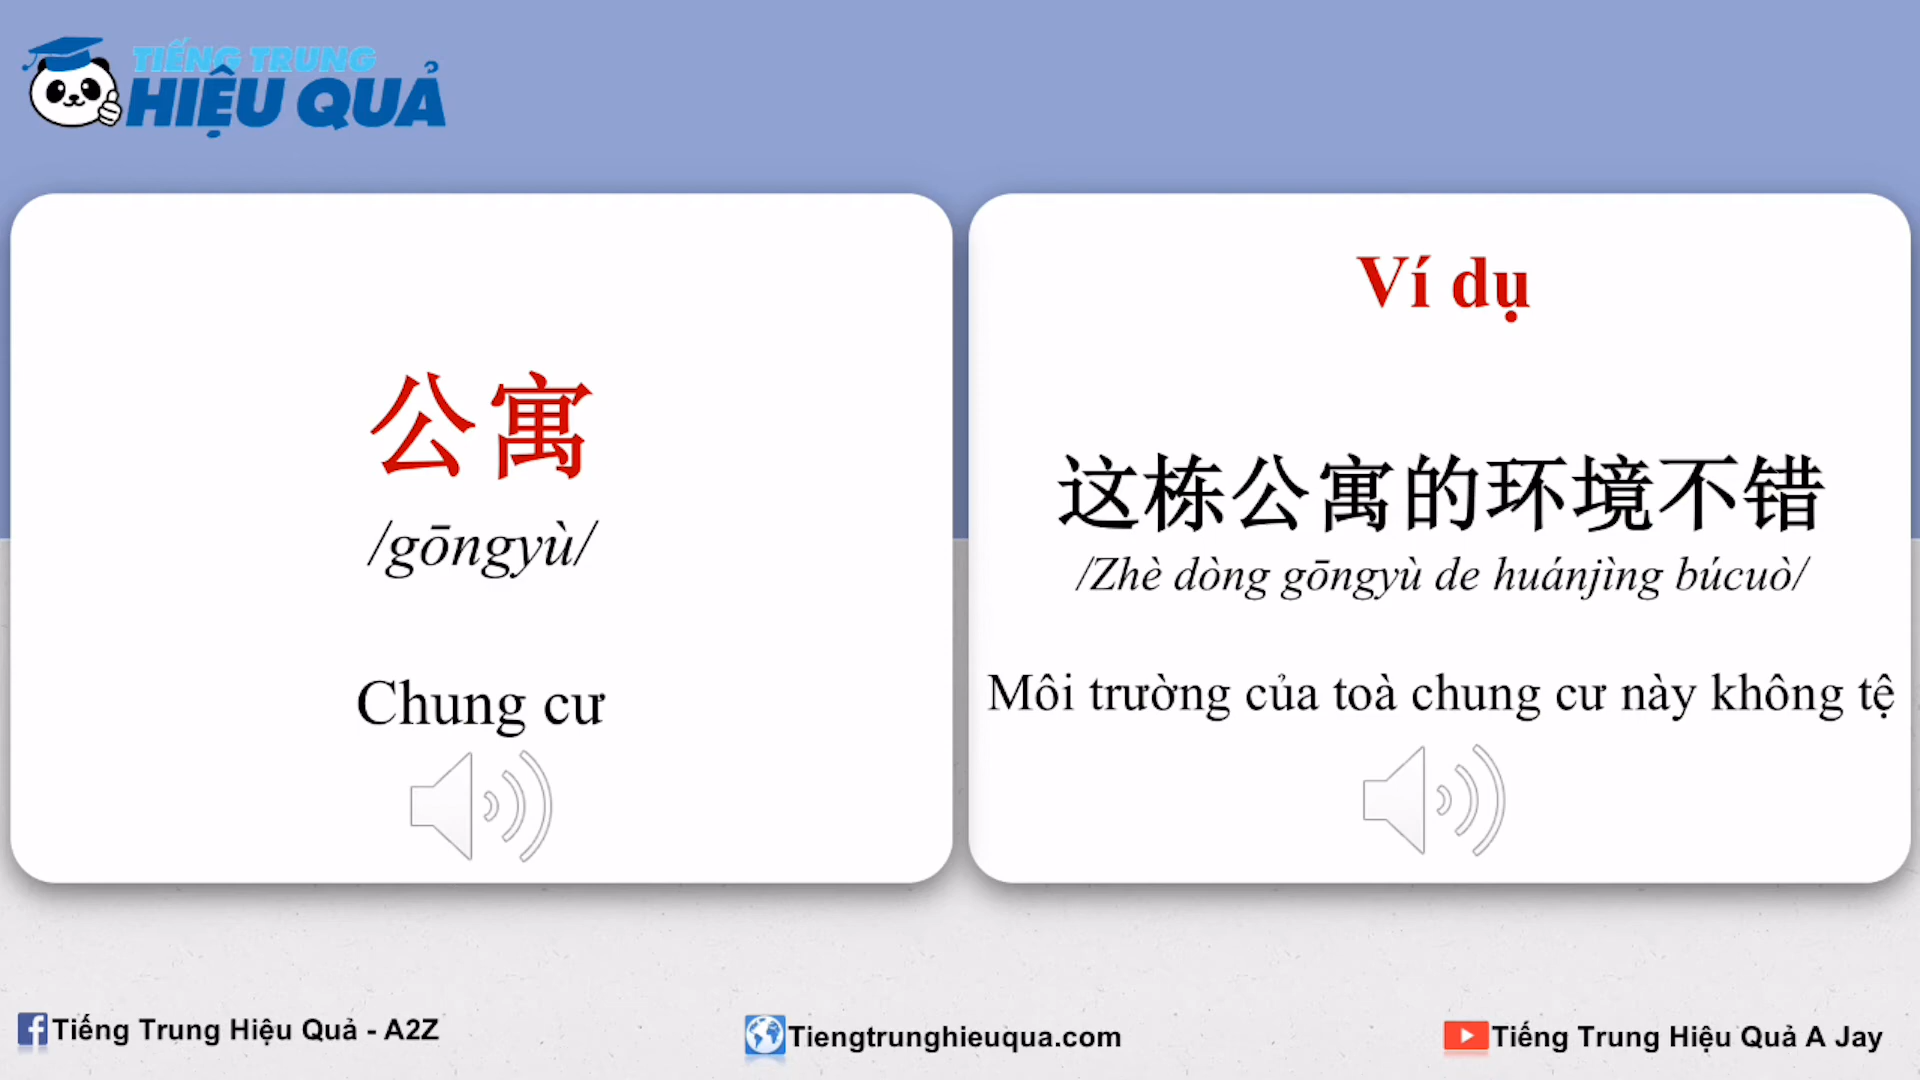 TIẾNG TRUNG
HIỆU QUẢ
公寓
/gōngyù/
Chung cư
Ví dụ
这栋公寓的环境不错
/Zhè dòng gōngyù de huánjìng búcuò/
Môi trường của toà chung cư này không tệ
Tiếng Trung Hiệu Quả - A2Z
Tiengtrunghieuqua.com
Tiếng Trung Hiệu Quả A Jay